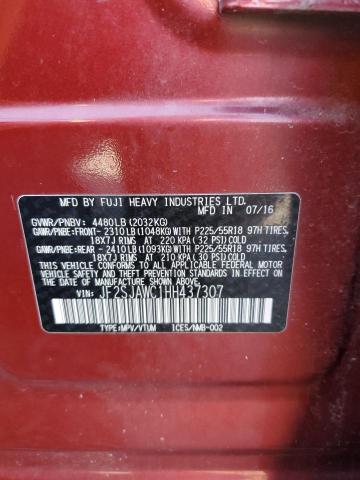 MFD BY FUJI HEAVY INDUSTRIES LTD.
MFD IN 07/16
GVWR/PNBV: 4480LB(2032KG)
GAWR/PNBE:FRONT- 2310LB(1048KG)WITH P225/55R18 97H TIRES.
18X7J RIMS AT 220 KPA( 32 PSI)COLD
GAWR/PNBE:REAR - 2410LB(1093KG)WITH P225/55R18 97H TIRES.
18X7J RIMS AT 210 KPA( 30 PSI)COLD
THIS VEHICLE CONFORMS TO ALL APPLICABLE
FEDERAL MOTOR VEHICLE SAFETY, BUMPER,
AND THEFT PREVENTION STANDARDS IN
EFFECT ON THE DATE OF MANUFACTURE
SHOWN ABOVE.
JF2SJAWC1HH437307
TYPE:MPV/VTUM ICES/NMB-002